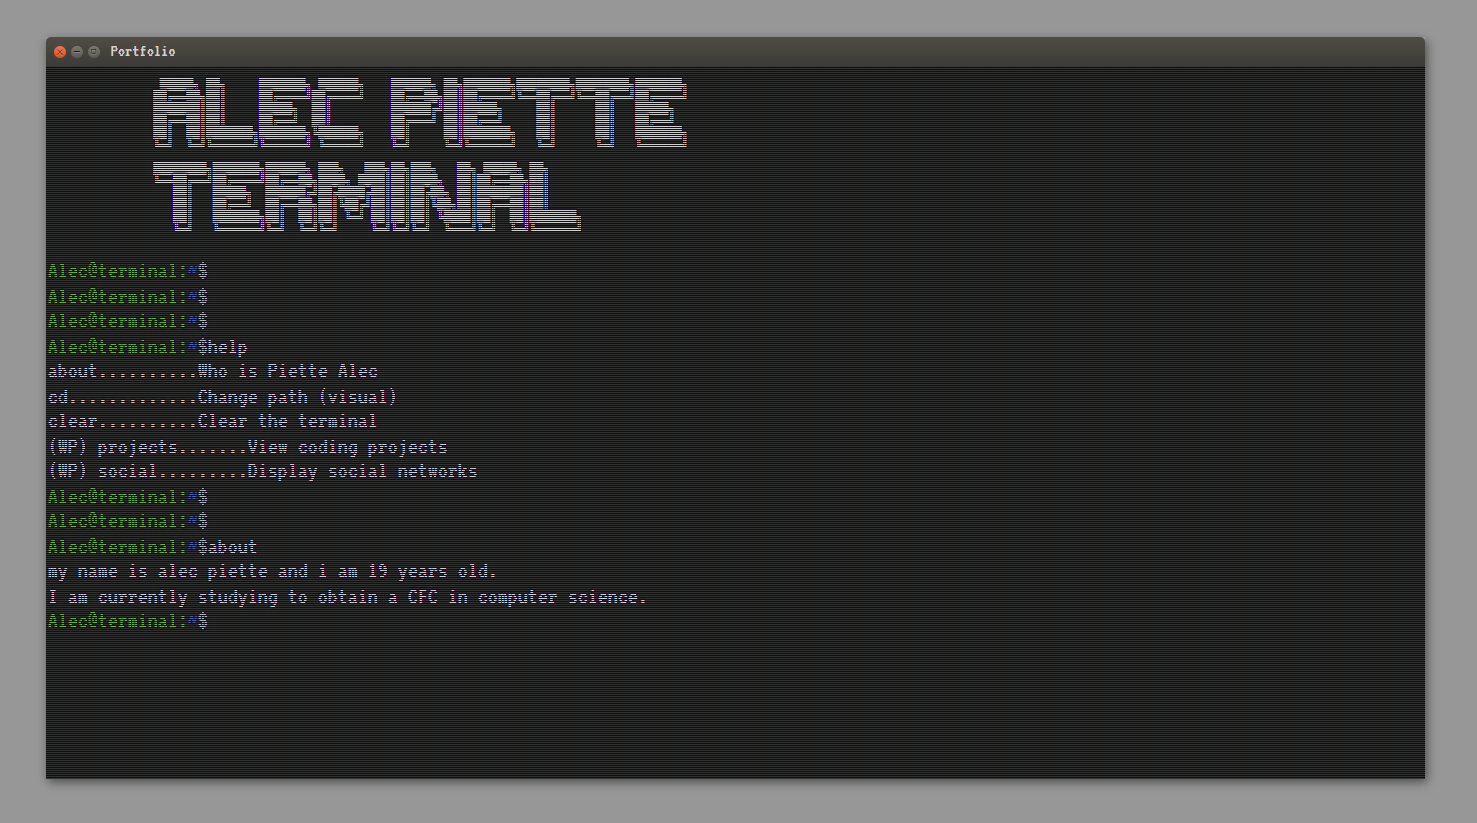 Portfolio
ALEC PIETTE
TERMINAL
Alec@terminal:~$
Alec@terminal:~$
Alec@terminal:~$
Alec@terminal:~$help
about..........Who is Piette Alec
cd.............Change path (visual)
clear..........Clear the terminal
(WP) projects.......View coding projects
(WP) social.........Display social networks
Alec@terminal:~$
Alec@terminal:~$
Alec@terminal:~$about
my name is alec piette and i am 19 years old.
I am currently studying to obtain a CFC in computer science.
Alec@terminal:~$